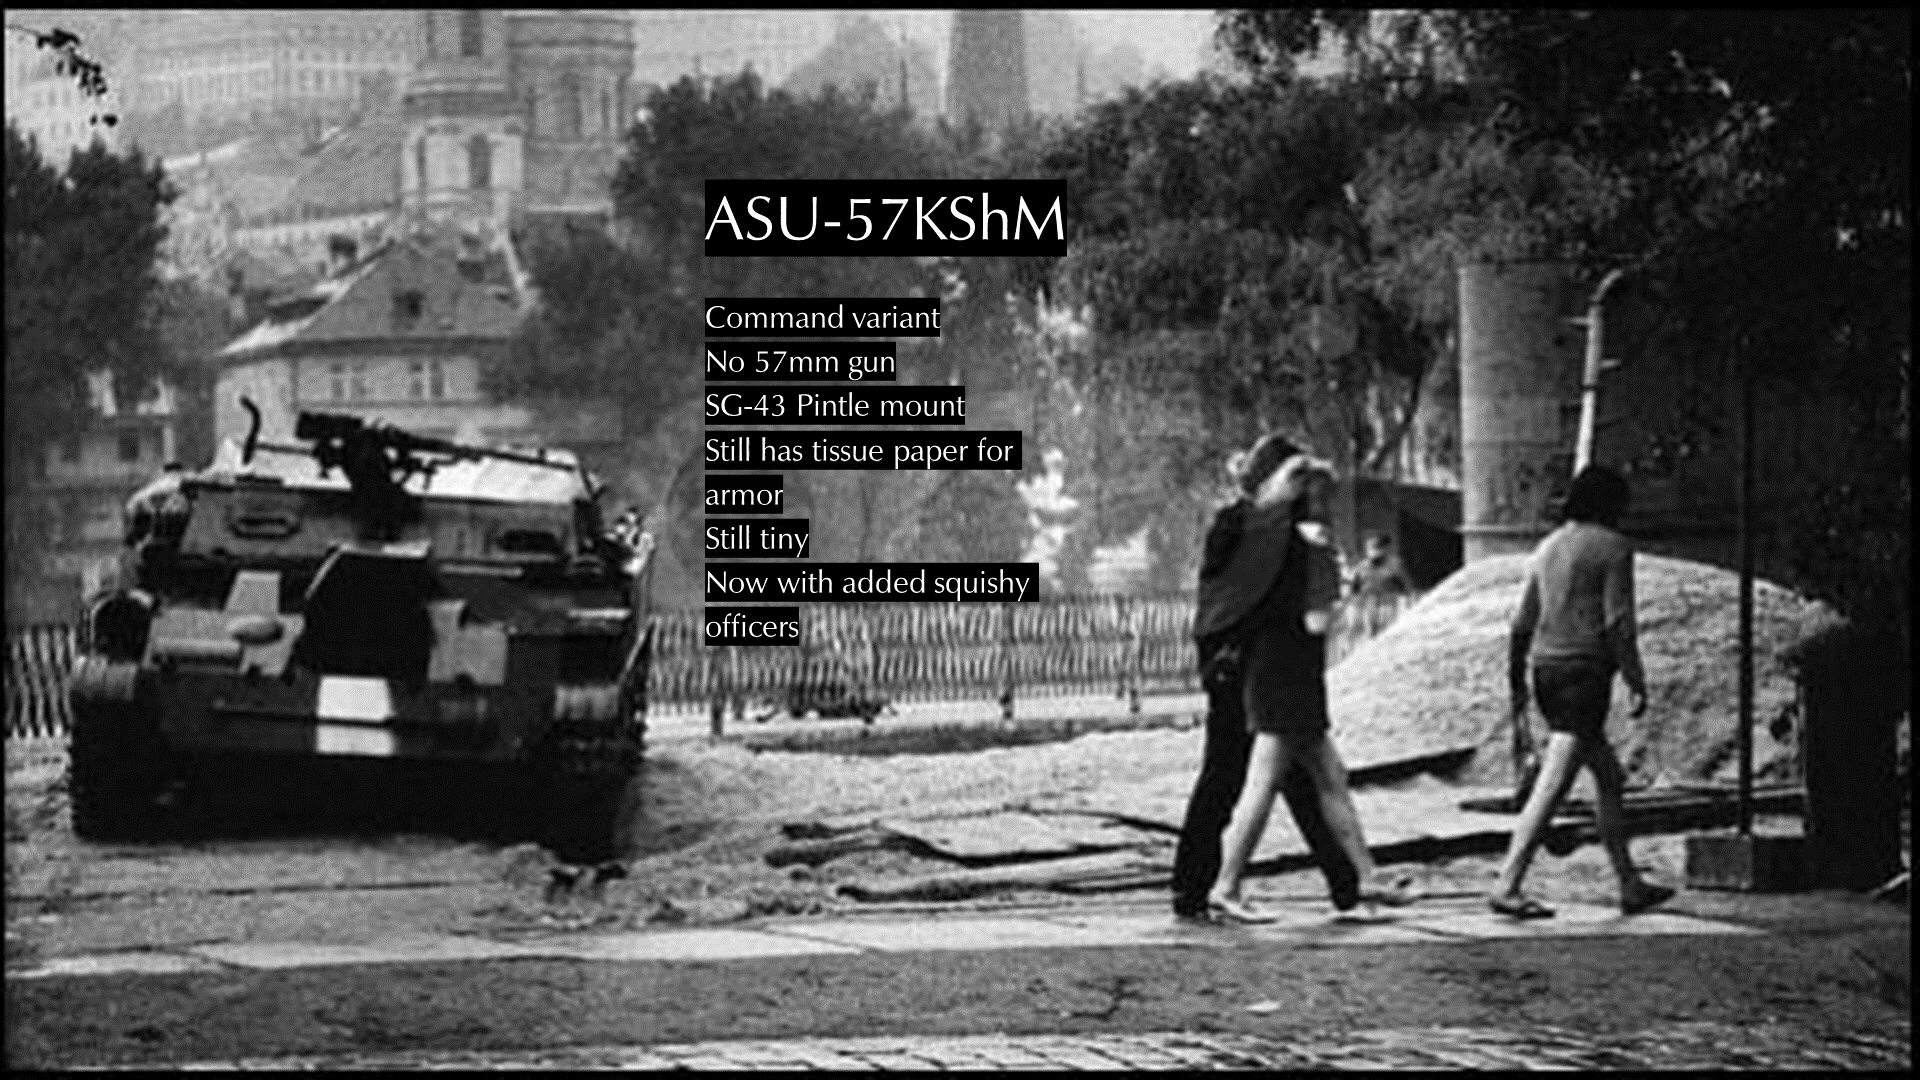 ASU-57KShM
Command variant
No 57mm gun
SG-43 Pintle mount
Still has tissue paper for
armor
Still tiny
Now with added squishy
officers